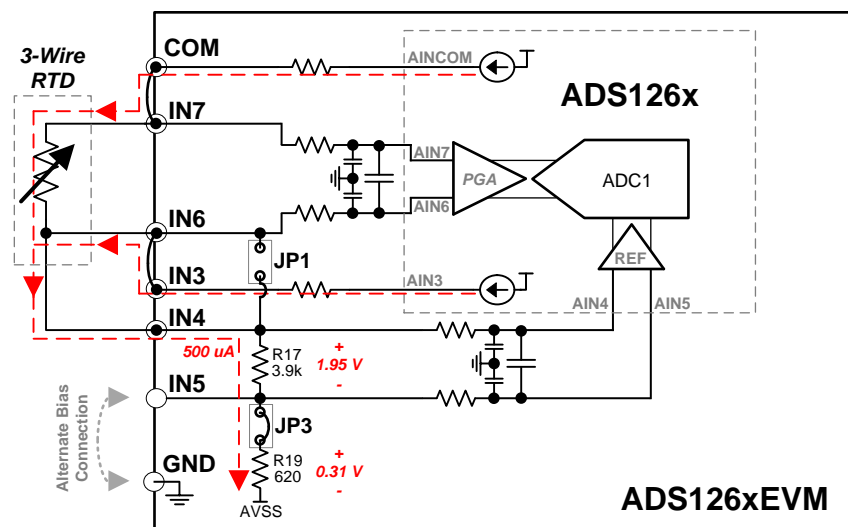 3-Wire
RTD
COM
AINCOM
ADS126x
IN7
AIN7
PGA
ADC1
AIN6
IN6
JP1
REF
IN3
AIN3
AIN4
AIN5
IN4
500 uA
R17
3.9k
+
1.95 V
-
IN5
Alternate Bias
Connection
JP3
GND
R19
620
+
0.31 V
-
AVSS
ADS126xEVM